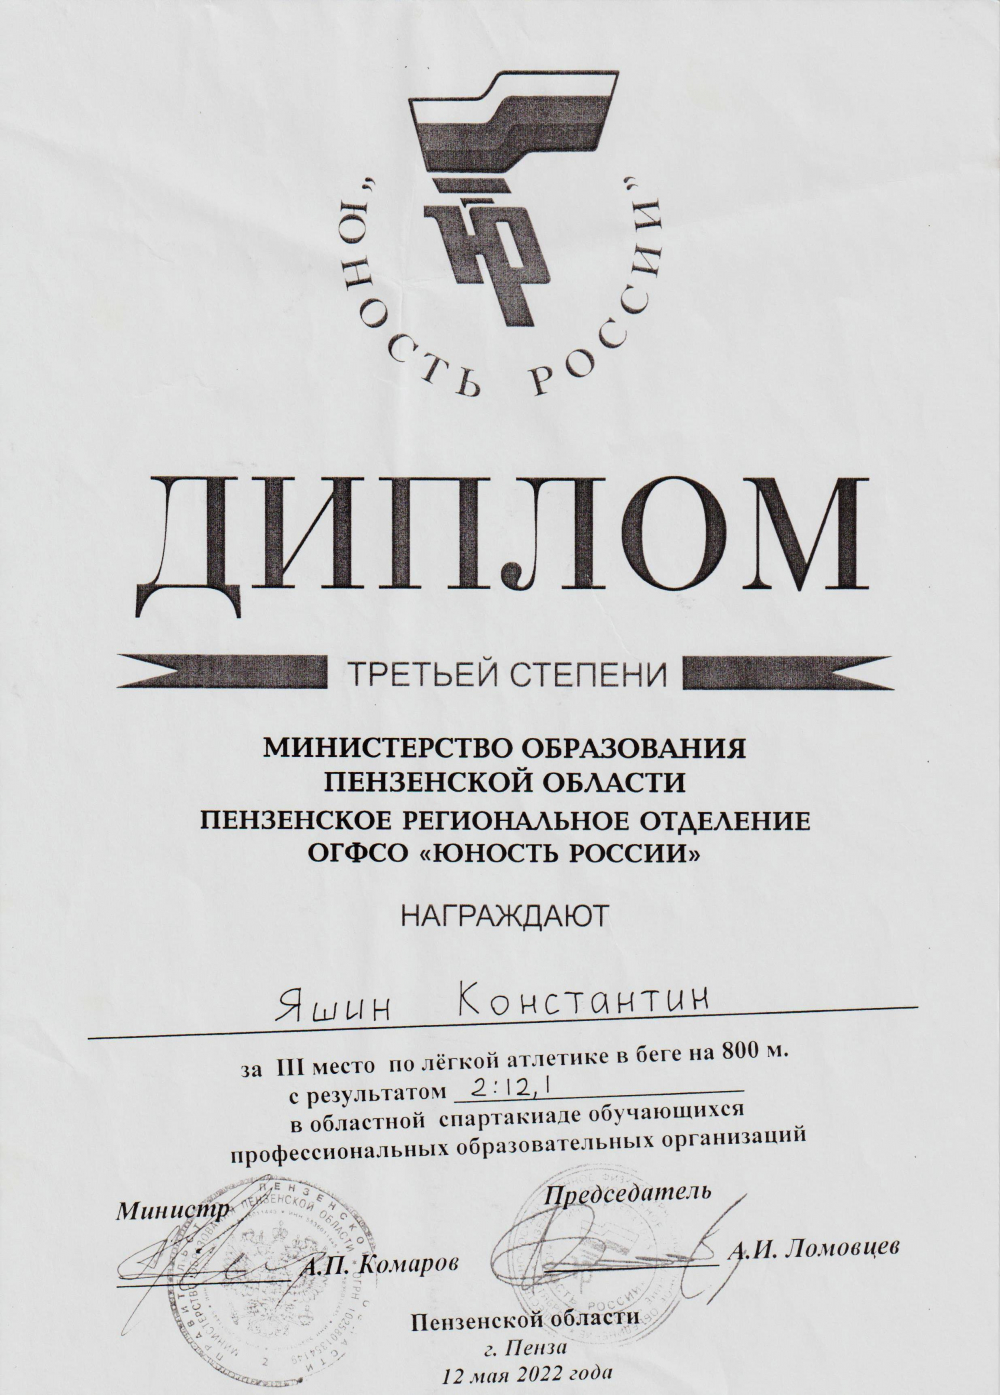 „ЮНОСТЬ РОССИИ“
ДИПЛОМ
ТРЕТЬЕЙ СТЕПЕНИ
МИНИСТЕРСТВО ОБРАЗОВАНИЯ
ПЕНЗЕНСКОЙ ОБЛАСТИ
ПЕНЗЕНСКОЕ РЕГИОНАЛЬНОЕ ОТДЕЛЕНИЕ
ОГФСО «ЮНОСТЬ РОССИИ»
НАГРАЖДАЮТ
Яшин Константин
за III место по лёгкой атлетике в беге на 800 м.
с результатом 2:12,1
в областной спартакиаде обучающихся
профессиональных образовательных организаций
Министр
Председатель
А.П. Комаров
А.И. Ломовцев
Пензенской области
г. Пенза
12 мая 2022 года